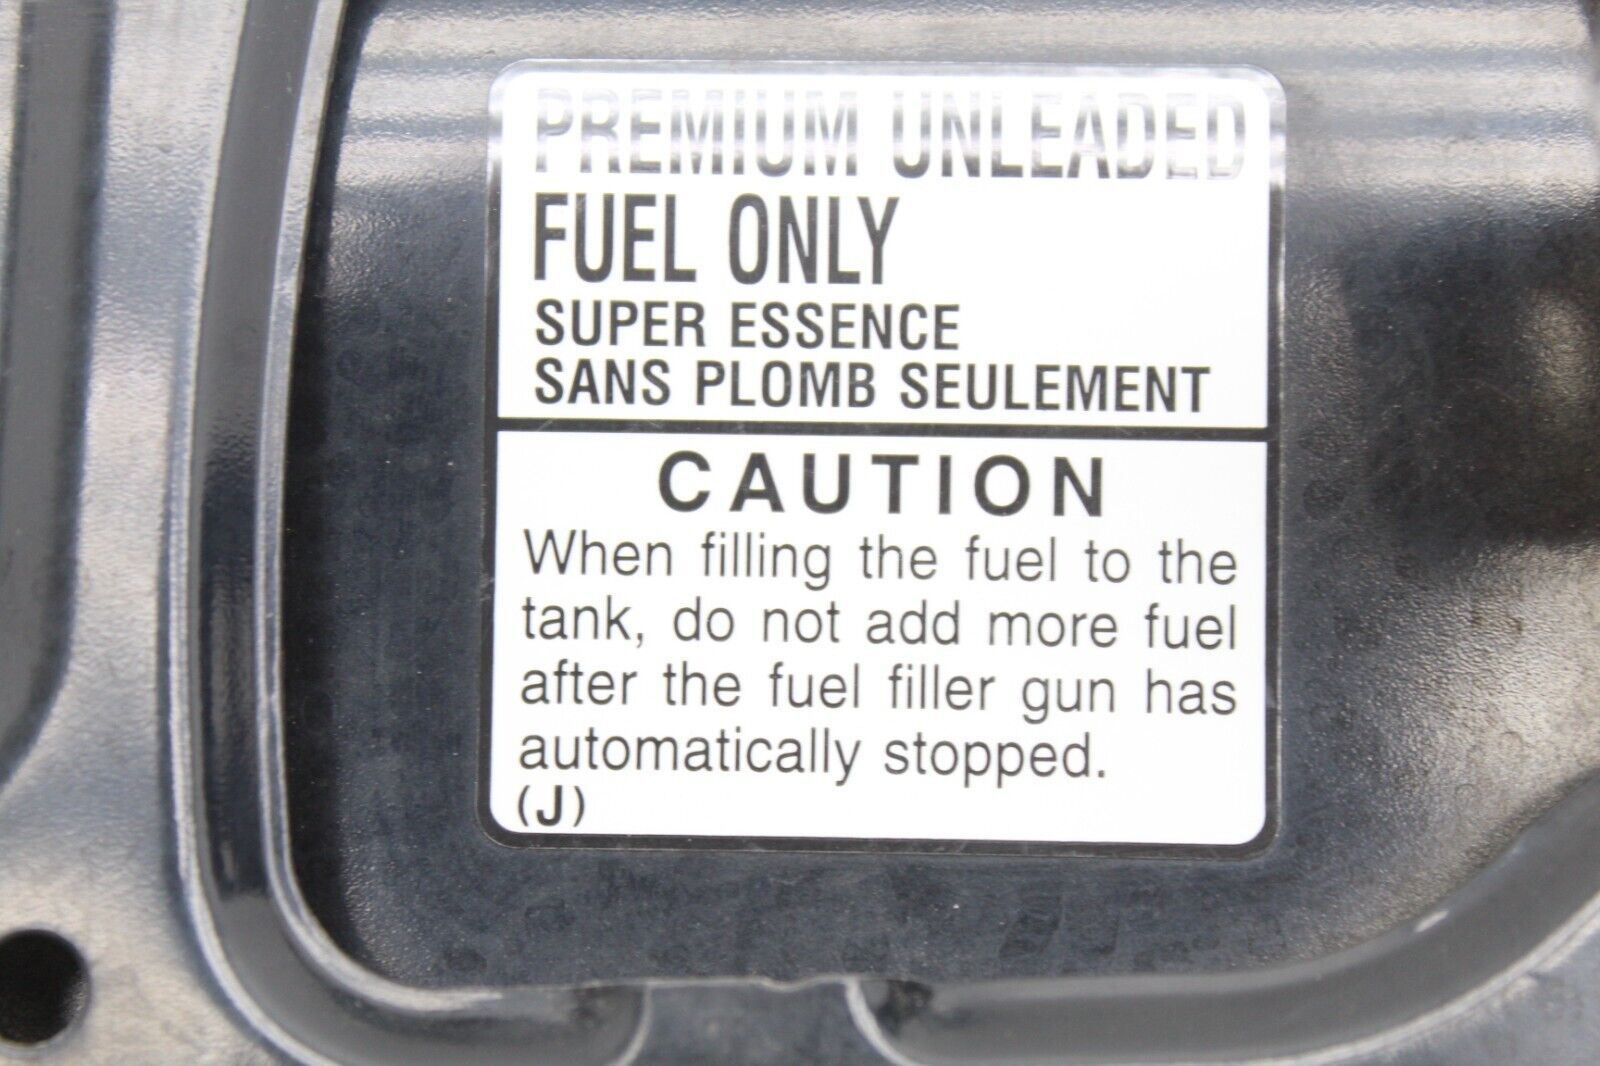 PREMIUM UNLEADED
FUEL ONLY
SUPER ESSENCE
SANS PLOMB SEULEMENT
CAUTION
When filling the fuel to the
tank, do not add more fuel
after the fuel filler gun has
automatically stopped.
(J)